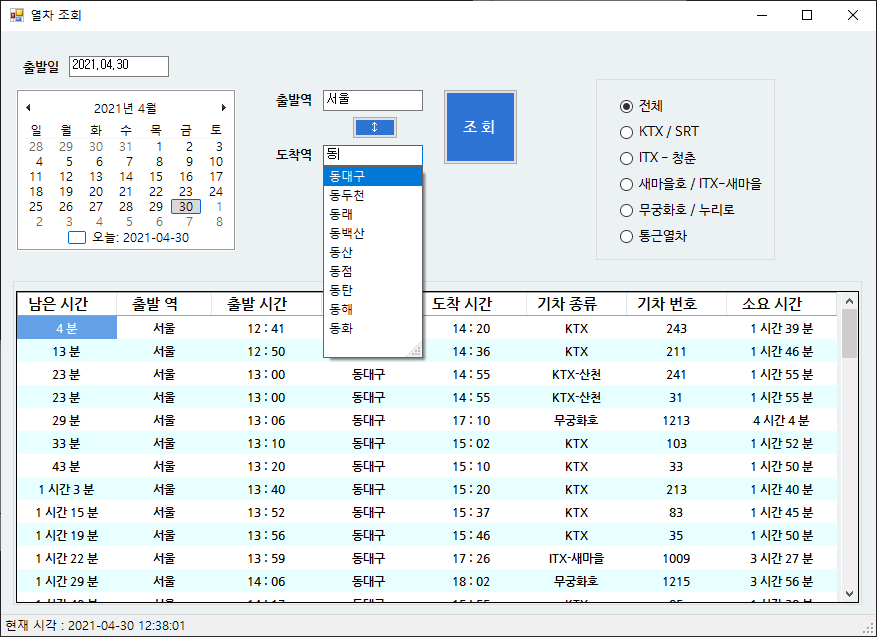 열차 조회
출발일 2021.04.30
2021년 4월
일 월 화 수 목 금 토
28 29 30 31 1 2 3
4 5 6 7 8 9 10
11 12 13 14 15 16 17
18 19 20 21 22 23 24
25 26 27 28 29 30 1
2 3 4 5 6 7 8
오늘: 2021-04-30
출발역 서울
도착역 동
동대구
동두천
동래
동백산
동산
동점
동탄
동해
동화
조 회
전체
KTX / SRT
ITX - 청춘
새마을호 / ITX-새마을
무궁화호 / 누리로
통근열차
남은 시간 출발 역 출발 시간 도착 시간 기차 종류 기차 번호 소요 시간
4 분 서울 12 : 41 14 : 20 KTX 243 1 시간 39 분
13 분 서울 12 : 50 14 : 36 KTX 211 1 시간 46 분
23 분 서울 13 : 00 동대구 14 : 55 KTX-산천 241 1 시간 55 분
23 분 서울 13 : 00 동대구 14 : 55 KTX-산천 31 1 시간 55 분
29 분 서울 13 : 06 동대구 17 : 10 무궁화호 1213 4 시간 4 분
33 분 서울 13 : 10 동대구 15 : 02 KTX 103 1 시간 52 분
43 분 서울 13 : 20 동대구 15 : 10 KTX 33 1 시간 50 분
1 시간 3 분 서울 13 : 40 동대구 15 : 20 KTX 213 1 시간 40 분
1 시간 15 분 서울 13 : 52 동대구 15 : 37 KTX 83 1 시간 45 분
1 시간 19 분 서울 13 : 56 동대구 15 : 46 KTX 35 1 시간 50 분
1 시간 22 분 서울 13 : 59 동대구 17 : 26 ITX-새마을 1009 3 시간 27 분
1 시간 29 분 서울 14 : 06 동대구 18 : 02 무궁화호 1215 3 시간 56 분
현재 시각 : 2021-04-30 12:38:01